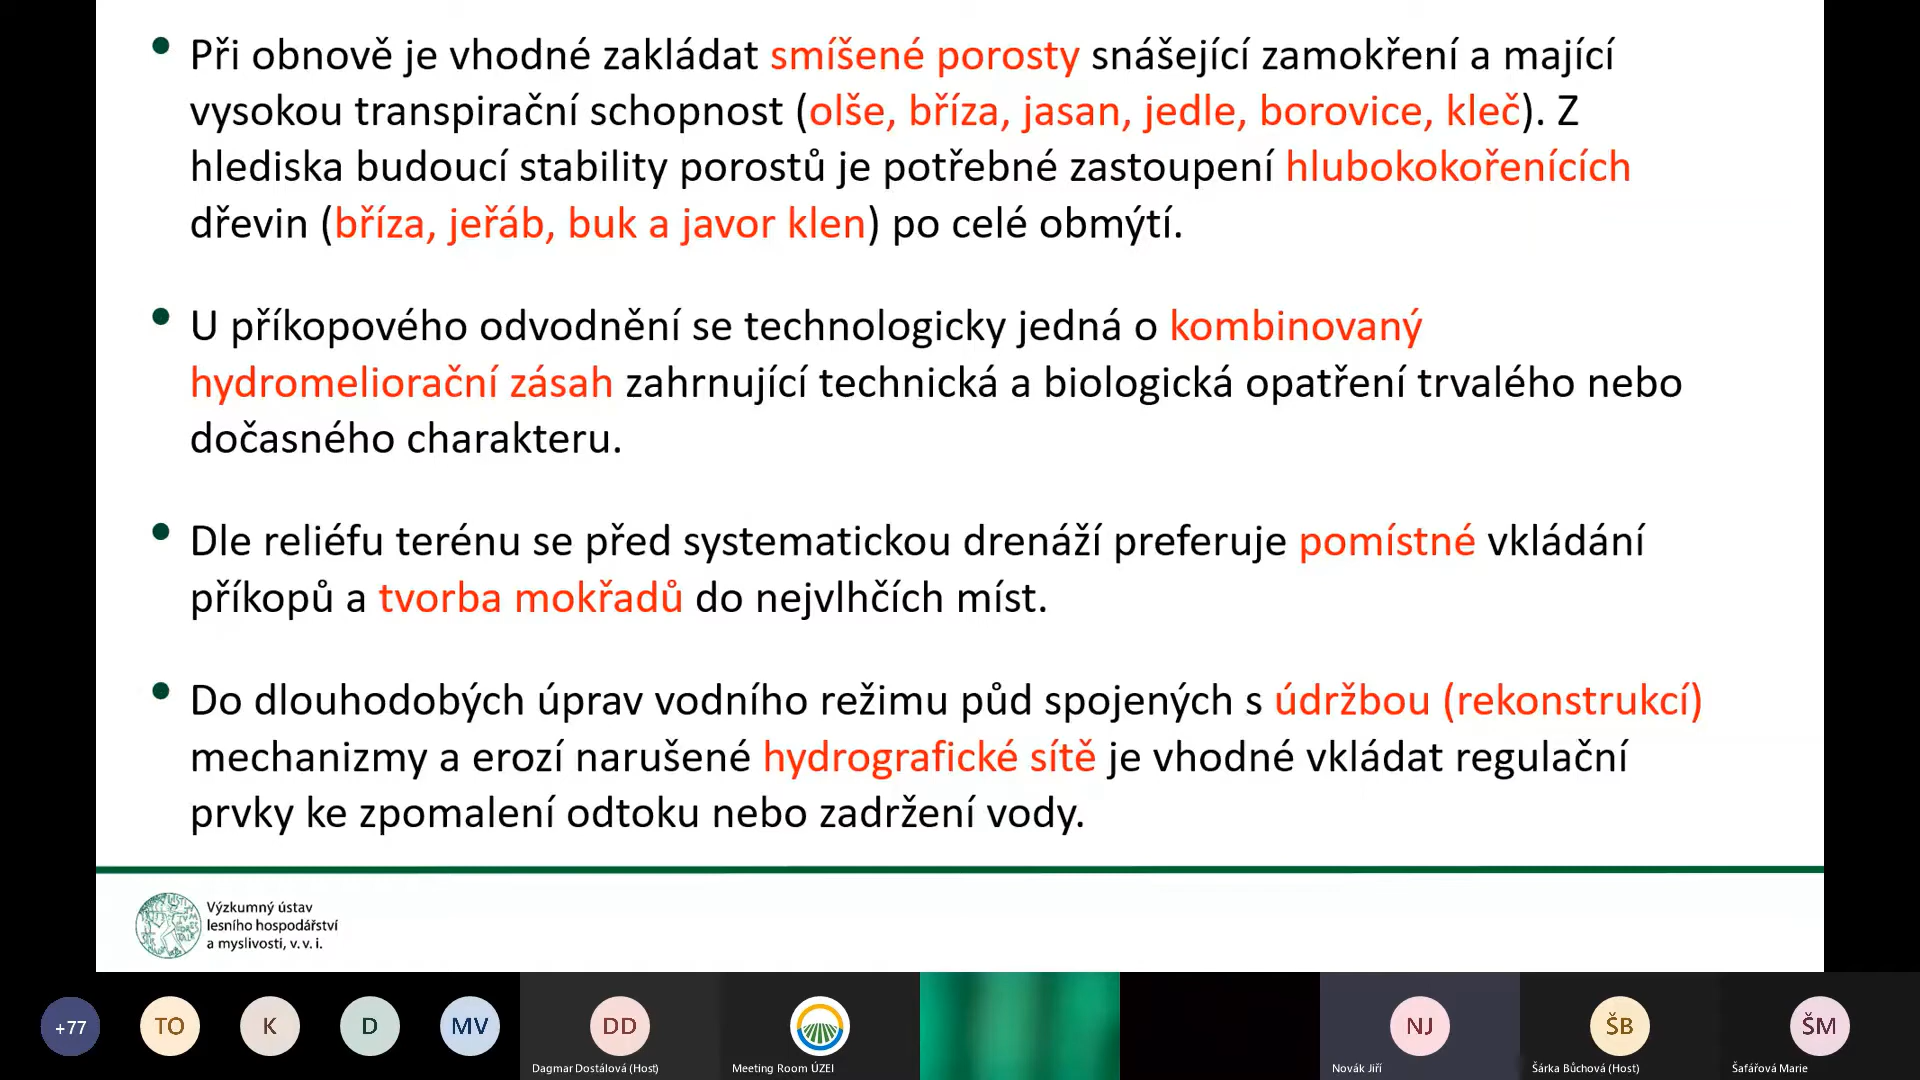 • Při obnově je vhodné zakládat smíšené porosty snášející zamokření a mající
vysokou transpirační schopnost (olše, bříza, jasan, jedle, borovice, kleč). Z
hlediska budoucí stability porostů je potřebné zastoupení hlubokokořenících
dřevin (bříza, jeřáb, buk a javor klen) po celé obmýtí.
• U příkopového odvodnění se technologicky jedná o kombinovaný
hydromeliorační zásah zahrnující technická a biologická opatření trvalého nebo
dočasného charakteru.
• Dle reliéfu terénu se před systematickou drenáží preferuje pomístné vkládání
příkopů a tvorba mokřadů do nejvlhčích míst.
• Do dlouhodobých úprav vodního režimu půd spojených s údržbou (rekonstrukcí)
mechanizmy a erozí narušené hydrografické sítě je vhodné vkládat regulační
prvky ke zpomalení odtoku nebo zadržení vody.
Výzkumný ústav
lesního hospodářství
a myslivosti, v. v. i.
+77
TO
K
D
MV
DD
NJ
ŠB
ŠM
Dagmar Dostálová (Host)
Meeting Room ÚZEI
Novák Jiří
Šárka Bůchová (Host)
Šafářová Marie